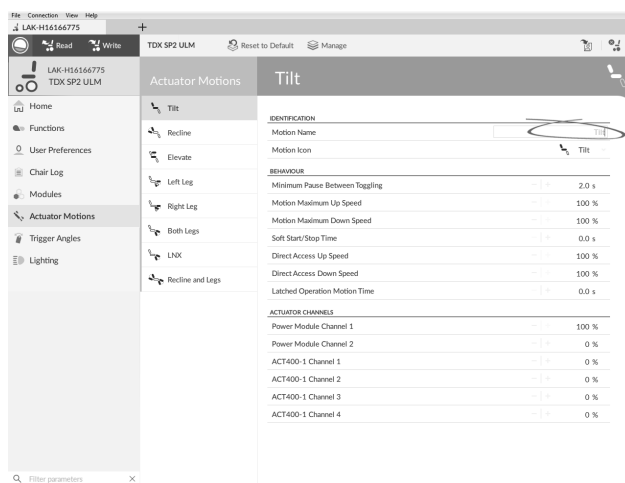 File Connection View Help
LAK-H16166775 +
Read Write TDX SP2 ULM Reset to Default Manage
LAK-H16166775
TDX SP2 ULM
Actuator Motions
Tilt
Home
Functions
User Preferences
Chair Log
Modules
Actuator Motions
Trigger Angles
Lighting
Tilt
Recline
Elevate
Left Leg
Right Leg
Both Legs
LNX
Recline and Legs
IDENTIFICATION
Motion Name Tilt
Motion Icon Tilt
BEHAVIOUR
Minimum Pause Between Toggling − + 2.0 s
Motion Maximum Up Speed − 100 %
Motion Maximum Down Speed − 100 %
Soft Start/Stop Time + 0.0 s
Direct Access Up Speed − 100 %
Direct Access Down Speed − 100 %
Latched Operation Motion Time − + 0.0 s
ACTUATOR CHANNELS
Power Module Channel 1 − 100 %
Power Module Channel 2 − + 0 %
ACT400-1 Channel 1 − + 0 %
ACT400-1 Channel 2 − + 0 %
ACT400-1 Channel 3 − + 0 %
ACT400-1 Channel 4 − + 0 %
Filter parameters ×